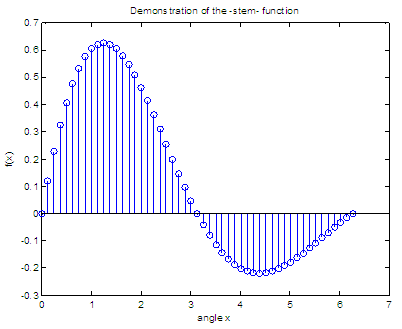 Demonstration of the -stem- function
0.7
0.6
0.5
0.4
0.3
0.2
0.1
0
-0.1
-0.2
-0.3
f(x)
0 1 2 3 4 5 6 7
angle x